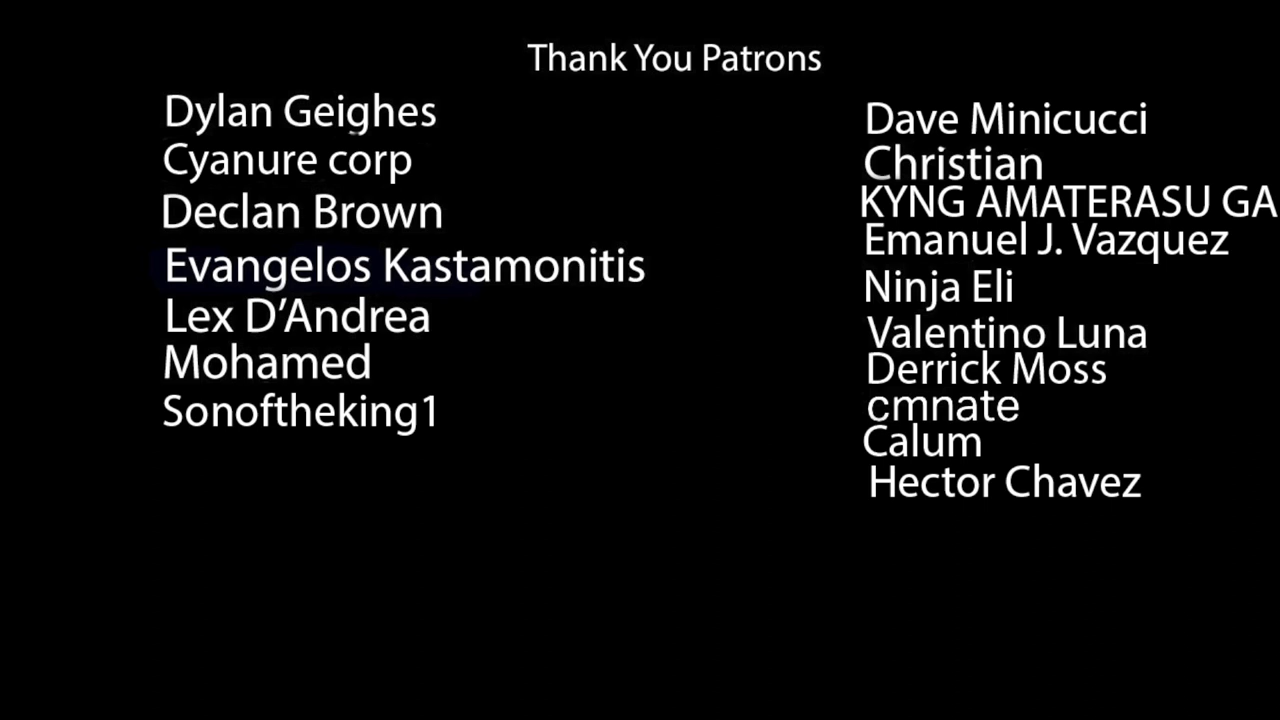 Thank You Patrons
Dylan Geighes
Cyanure corp
Declan Brown
Evangelos Kastamonitis
Lex D’Andrea
Mohamed
Sonoftheking1
Dave Minicucci
Christian
KYNG AMATERASU GA
Emanuel J. Vazquez
Ninja Eli
Valentino Luna
Derrick Moss
cmnate
Calum
Hector Chavez